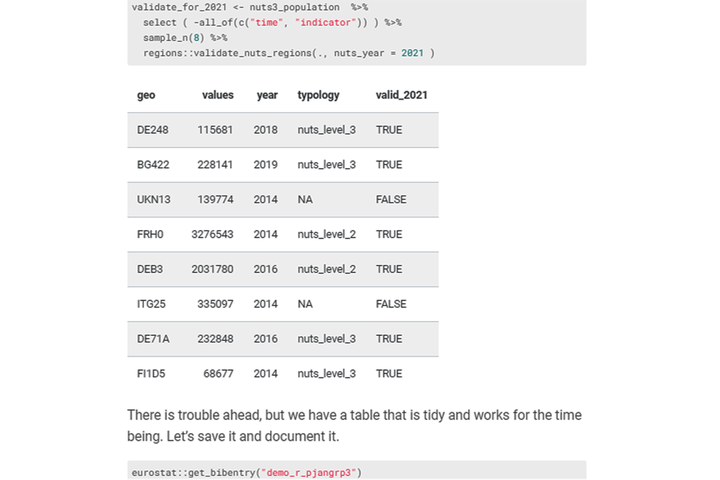 validate_for_2021 <- nuts3_population  %>%
  select ( -all_of(c("time", "indicator")) ) %>%
  sample_n(8) %>%
  regions::validate_nuts_regions(., nuts_year = 2021 )
geo values year typology valid_2021
DE248 115681 2018 nuts_level_3 TRUE
BG422 228141 2019 nuts_level_3 TRUE
UKN13 139774 2014 NA FALSE
FRH0 3276543 2014 nuts_level_2 TRUE
DEB3 2031780 2016 nuts_level_2 TRUE
ITG25 335097 2014 NA FALSE
DE71A 232848 2016 nuts_level_3 TRUE
FI1D5 68677 2014 nuts_level_3 TRUE
There is trouble ahead, but we have a table that is tidy and works for the time
being. Let's save it and document it.
eurostat::get_bibentry("demo_r_pjangrp3")